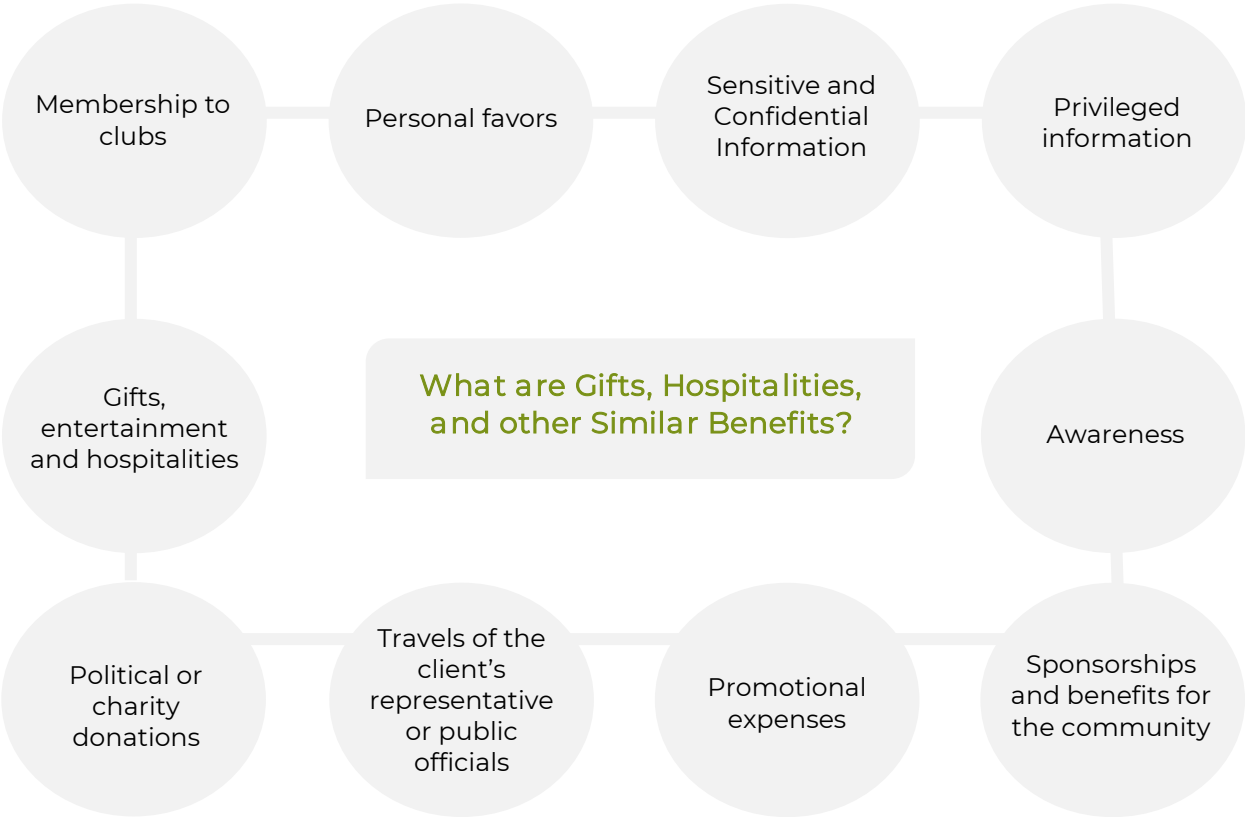 Membership to
clubs
Personal favors
Sensitive and
Confidential
Information
Privileged
information
Gifts,
entertainment
and hospitalities
What are Gifts, Hospitalities,
and other Similar Benefits?
Awareness
Political or
charity
donations
Travels of the
client’s
representative
or public
officials
Promotional
expenses
Sponsorships
and benefits for
the community